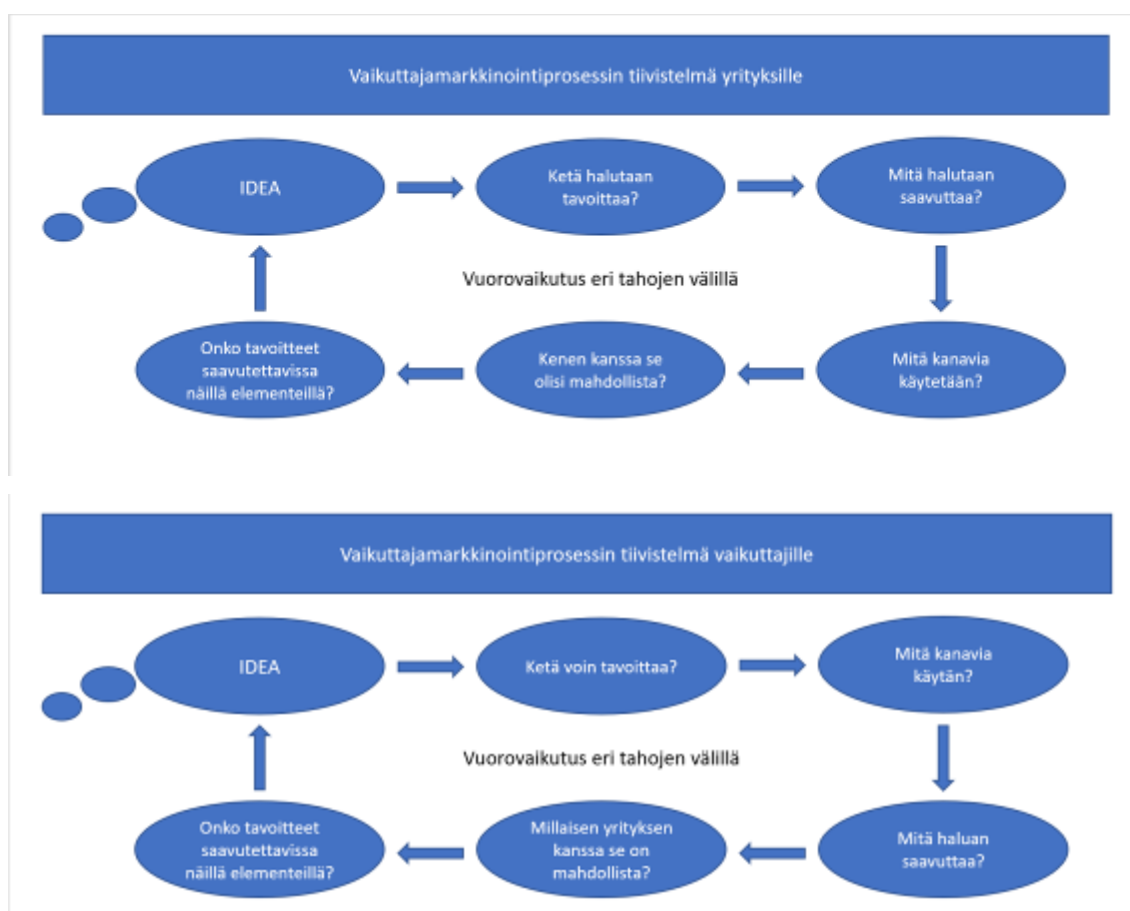 Vaikuttajamarkkinointiprosessin tiivistelmä yrityksille
IDEA
Ketä halutaan
tavoittaa?
Mitä halutaan
saavuttaa?
Vuorovaikutus eri tahojen välillä
Onko tavoitteet
saavutettavissa
näillä elementeillä?
Kenen kanssa se
olisi mahdollista?
Mitä kanavia
käytetään?
Vaikuttajamarkkinointiprosessin tiivistelmä vaikuttajille
IDEA
Ketä voin tavoittaa?
Mitä kanavia
käytän?
Vuorovaikutus eri tahojen välillä
Onko tavoitteet
saavutettavissa
näillä elementeillä?
Millaisen yrityksen
kanssa se on
mahdollista?
Mitä haluan
saavuttaa?